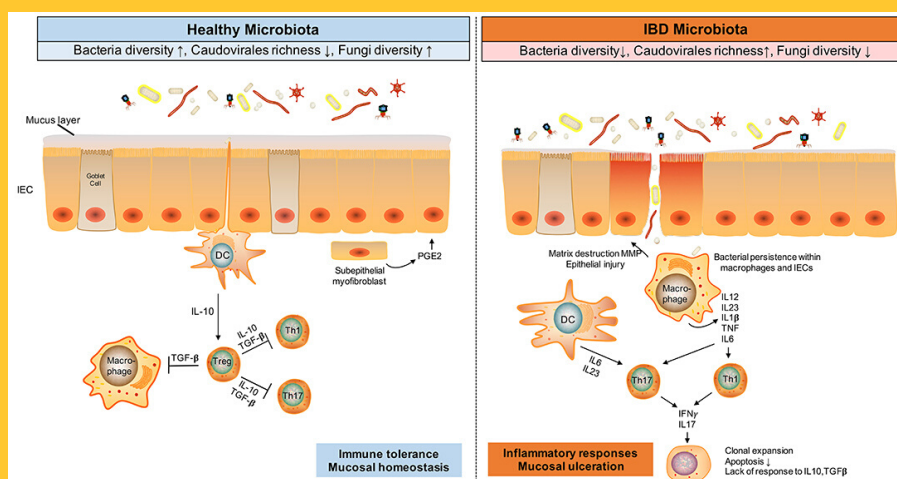 Healthy Microbiota
Bacteria diversity ↑, Caudovirales richness ↓, Fungi diversity ↑
Mucus layer
IEC
Goblet
Cell
DC
Subepithelial
myofibroblast
PGE2
IL-10
IL-10
TGF-β
Th1
Macro-
phage
TGF-β
Treg
IL-10
TGF-β
Th17
Immune tolerance
Mucosal homeostasis
IBD Microbiota
Bacteria diversity↓, Caudovirales richness↑, Fungi diversity ↓
Matrix destruction MMP
Epithelial injury
Bacterial persistence within
macrophages and IECs
Macro-
phage
IL12
IL23
IL1β
TNF
IL6
DC
IL6
IL23
Th17
Th1
IFNγ
IL17
Inflammatory responses
Mucosal ulceration
Clonal expansion
Apoptosis ↓
Lack of response to IL10,TGFβ